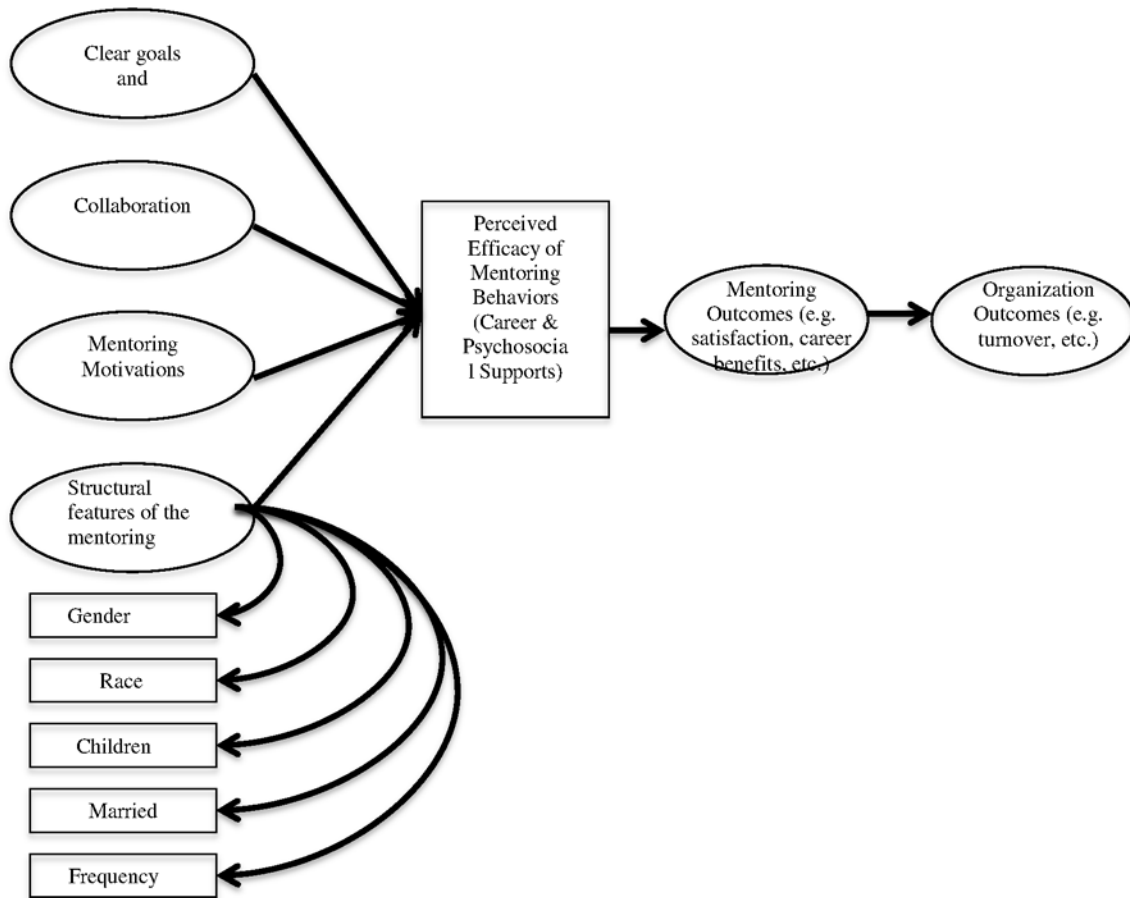 Clear goals
and
Collaboration
Mentoring
Motivations
Structural
features of the
mentoring
Gender
Race
Children
Married
Frequency
Perceived
Efficacy of
Mentoring
Behaviors
(Career &
Psychosocia
l Supports)
Mentoring
Outcomes (e.g.
satisfaction, career
benefits, etc.)
Organization
Outcomes (e.g.
turnover, etc.)